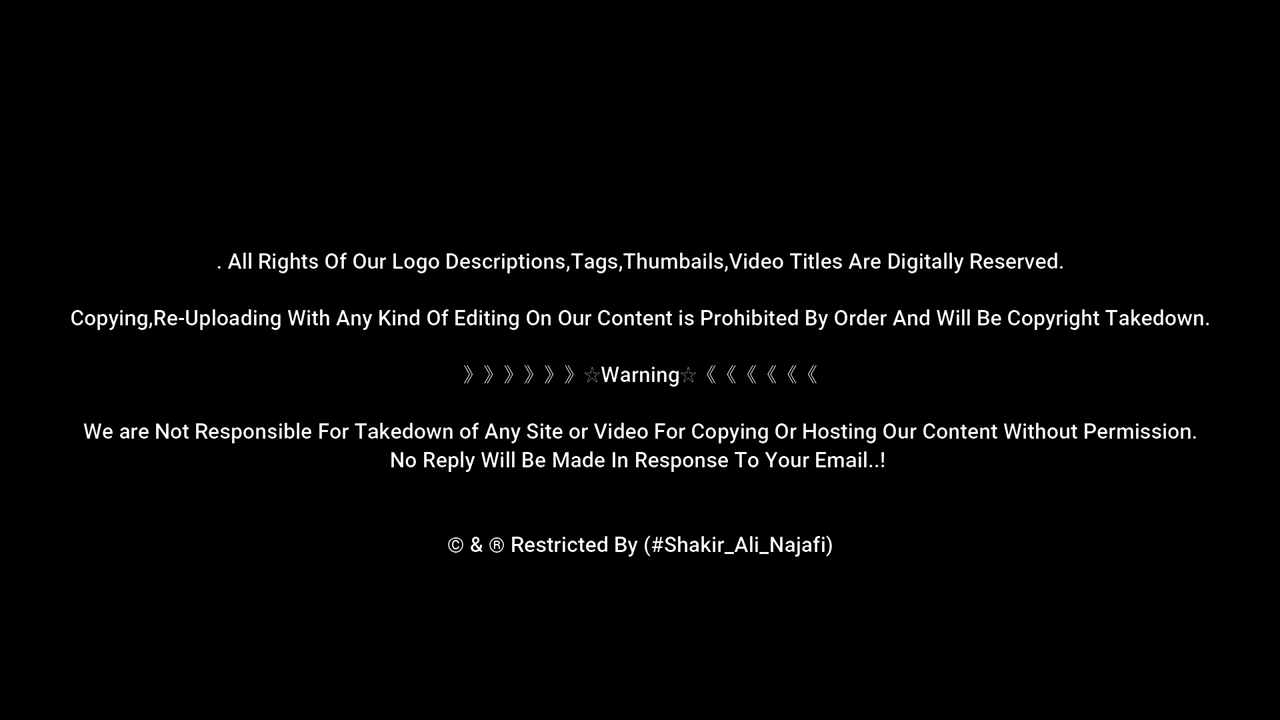 . All Rights Of Our Logo Descriptions,Tags,Thumbails,Video Titles Are Digitally Reserved.
Copying,Re-Uploading With Any Kind Of Editing On Our Content is Prohibited By Order And Will Be Copyright Takedown.
》》》》》》☆Warning☆《《《《《《
We are Not Responsible For Takedown of Any Site or Video For Copying Or Hosting Our Content Without Permission.
No Reply Will Be Made In Response To Your Email..!
© & ® Restricted By (#Shakir_Ali_Najafi)